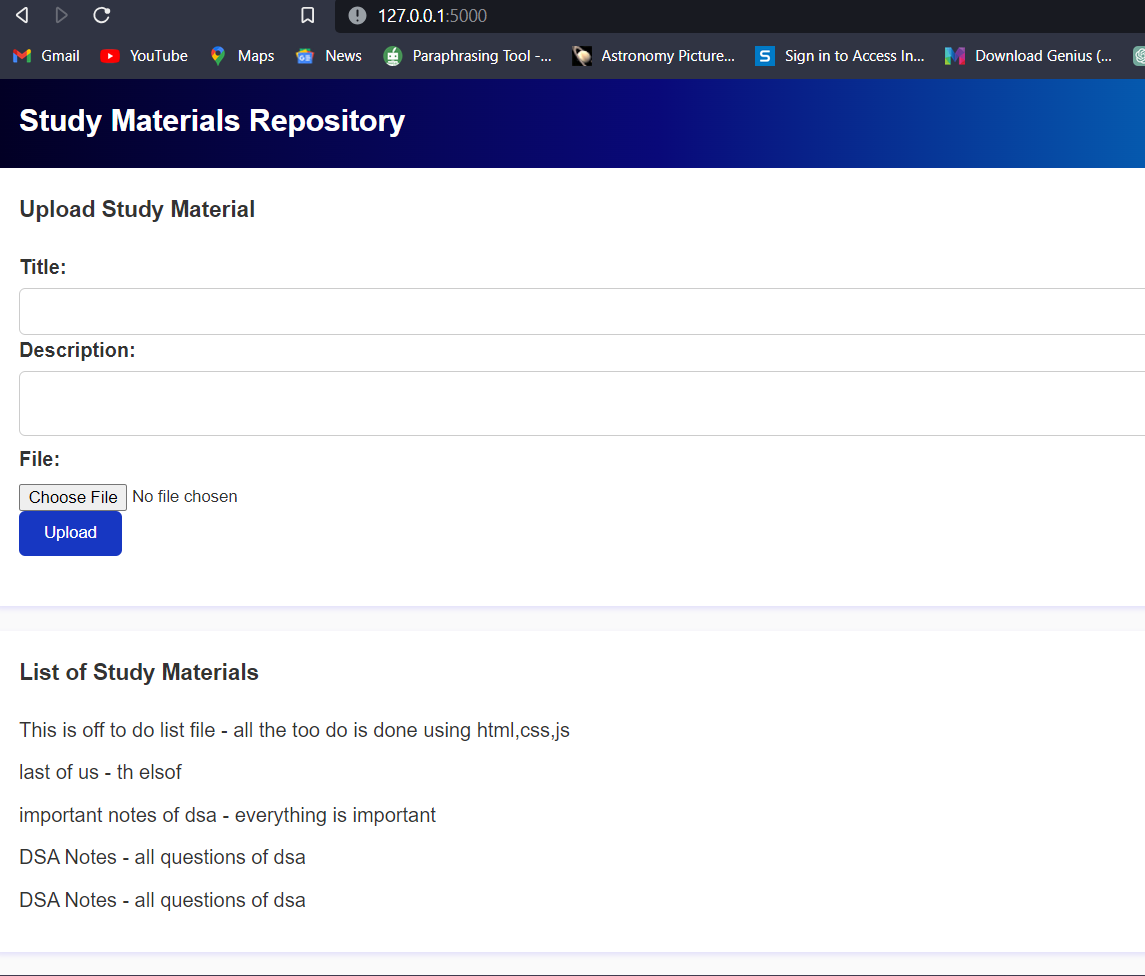 127.0.0.1:5000
Gmail YouTube Maps News Paraphrasing Tool -... Astronomy Picture... Sign in to Access In... Download Genius (...
Study Materials Repository
Upload Study Material
Title:
Description:
File:
Choose File No file chosen
Upload
List of Study Materials
This is off to do list file - all the too do is done using html,css,js
last of us - th elsof
important notes of dsa - everything is important
DSA Notes - all questions of dsa
DSA Notes - all questions of dsa